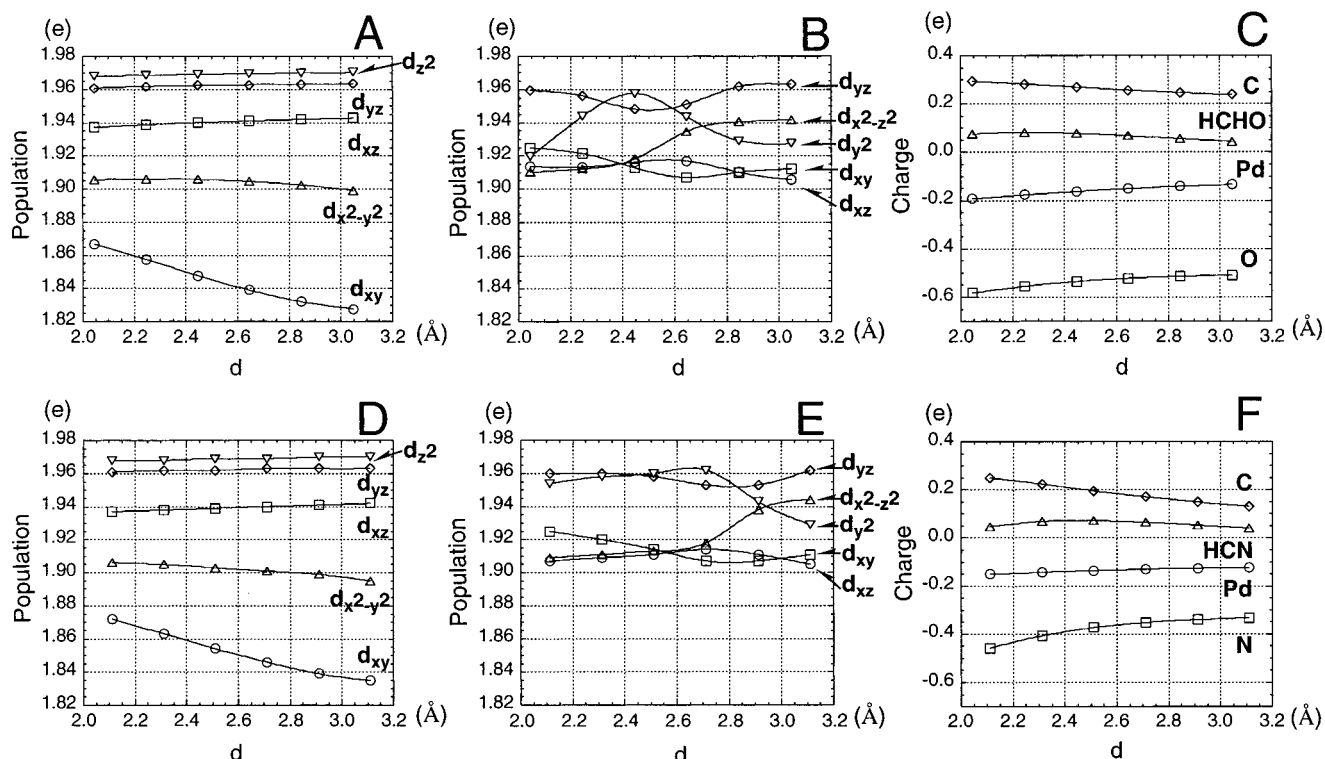 A
(e)
1.98
1.96
1.94
1.92
1.90
1.88
1.86
1.84
1.82
Population
2.0 2.2 2.4 2.6 2.8 3.0 3.2 (Å)
d
dz2
dyz
dxz
dx2-y2
dxy
B
(e)
1.98
1.96
1.94
1.92
1.90
1.88
1.86
1.84
1.82
Population
2.0 2.2 2.4 2.6 2.8 3.0 3.2 (Å)
d
dyz
dx2-z2
dy2
dxy
dxz
C
(e)
0.4
0.2
0.0
-0.2
-0.4
-0.6
Charge
2.0 2.2 2.4 2.6 2.8 3.0 3.2 (Å)
d
C
HCHO
Pd
O
D
(e)
1.98
1.96
1.94
1.92
1.90
1.88
1.86
1.84
1.82
Population
2.0 2.2 2.4 2.6 2.8 3.0 3.2 (Å)
d
dz2
dyz
dxz
dx2-y2
dxy
E
(e)
1.98
1.96
1.94
1.92
1.90
1.88
1.86
1.84
1.82
Population
2.0 2.2 2.4 2.6 2.8 3.0 3.2 (Å)
d
dyz
dx2-z2
dy2
dxy
dxz
F
(e)
0.4
0.2
0.0
-0.2
-0.4
-0.6
Charge
2.0 2.2 2.4 2.6 2.8 3.0 3.2 (Å)
d
C
HCN
Pd
N